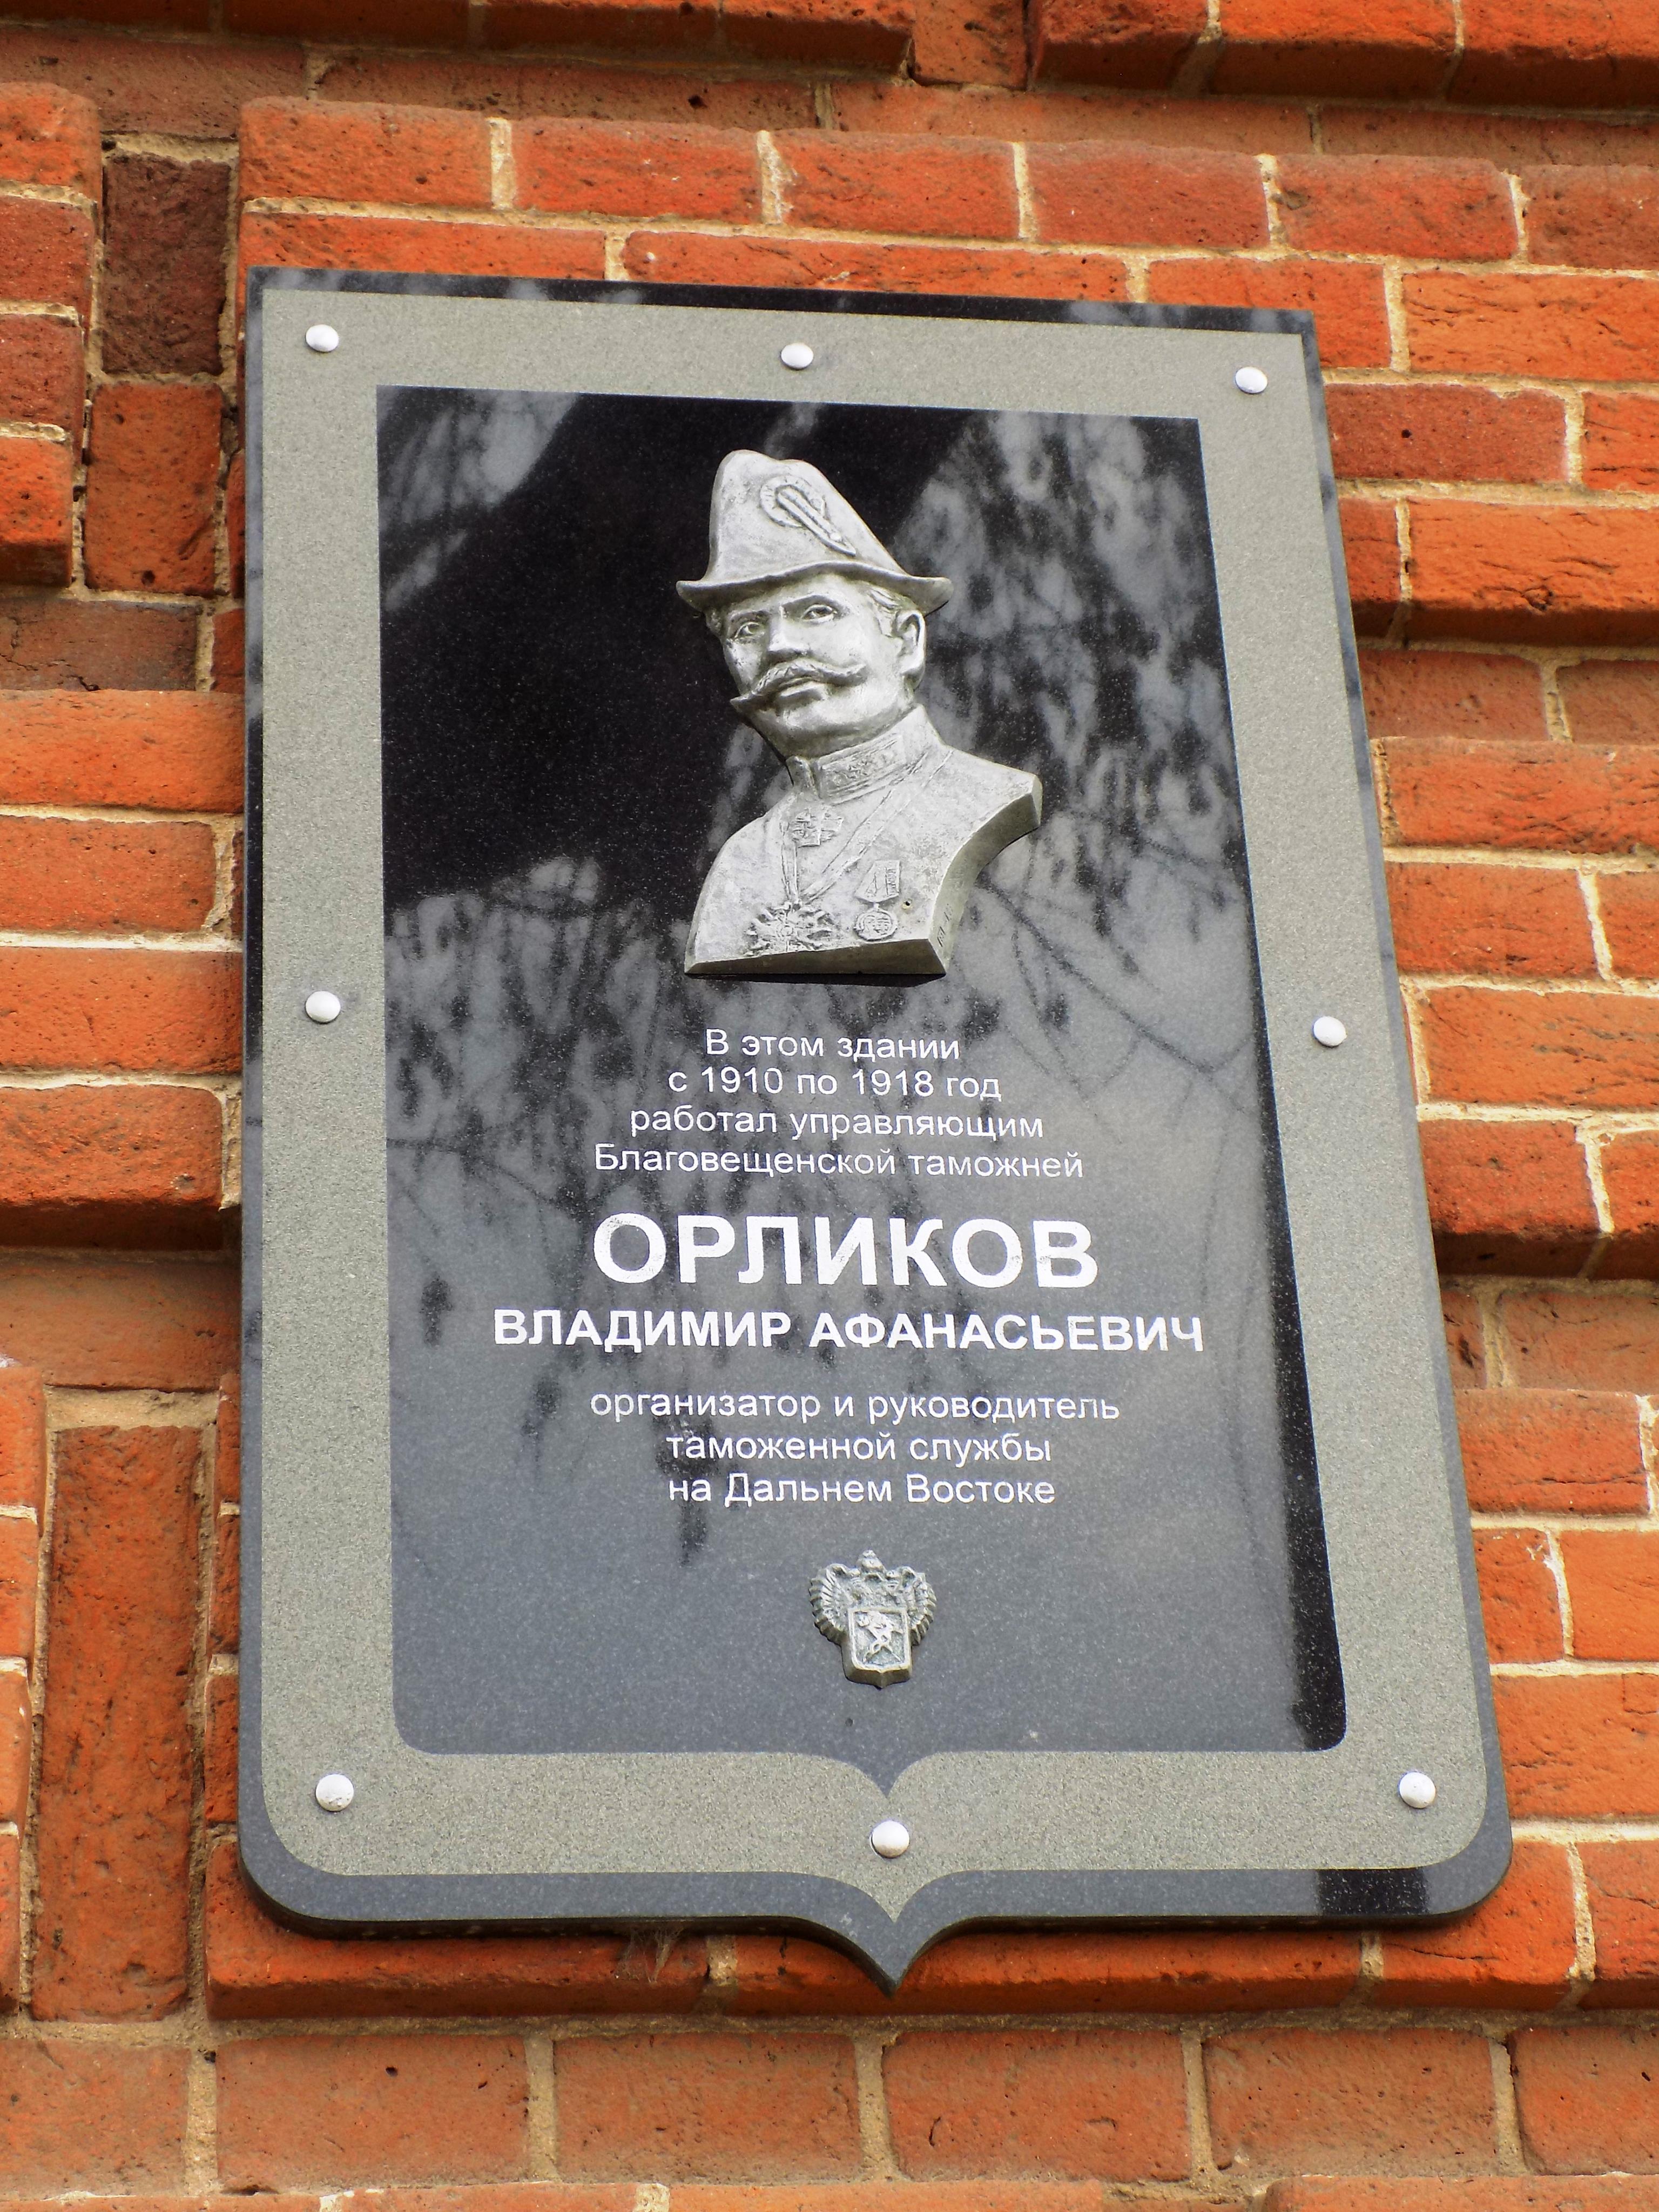 В этом здании
с 1910 по 1918 год
работал управляющим
Благовещенской таможней
ОРЛИКОВ
ВЛАДИМИР АФАНАСЬЕВИЧ
организатор и руководитель
таможенной службы
на Дальнем Востоке